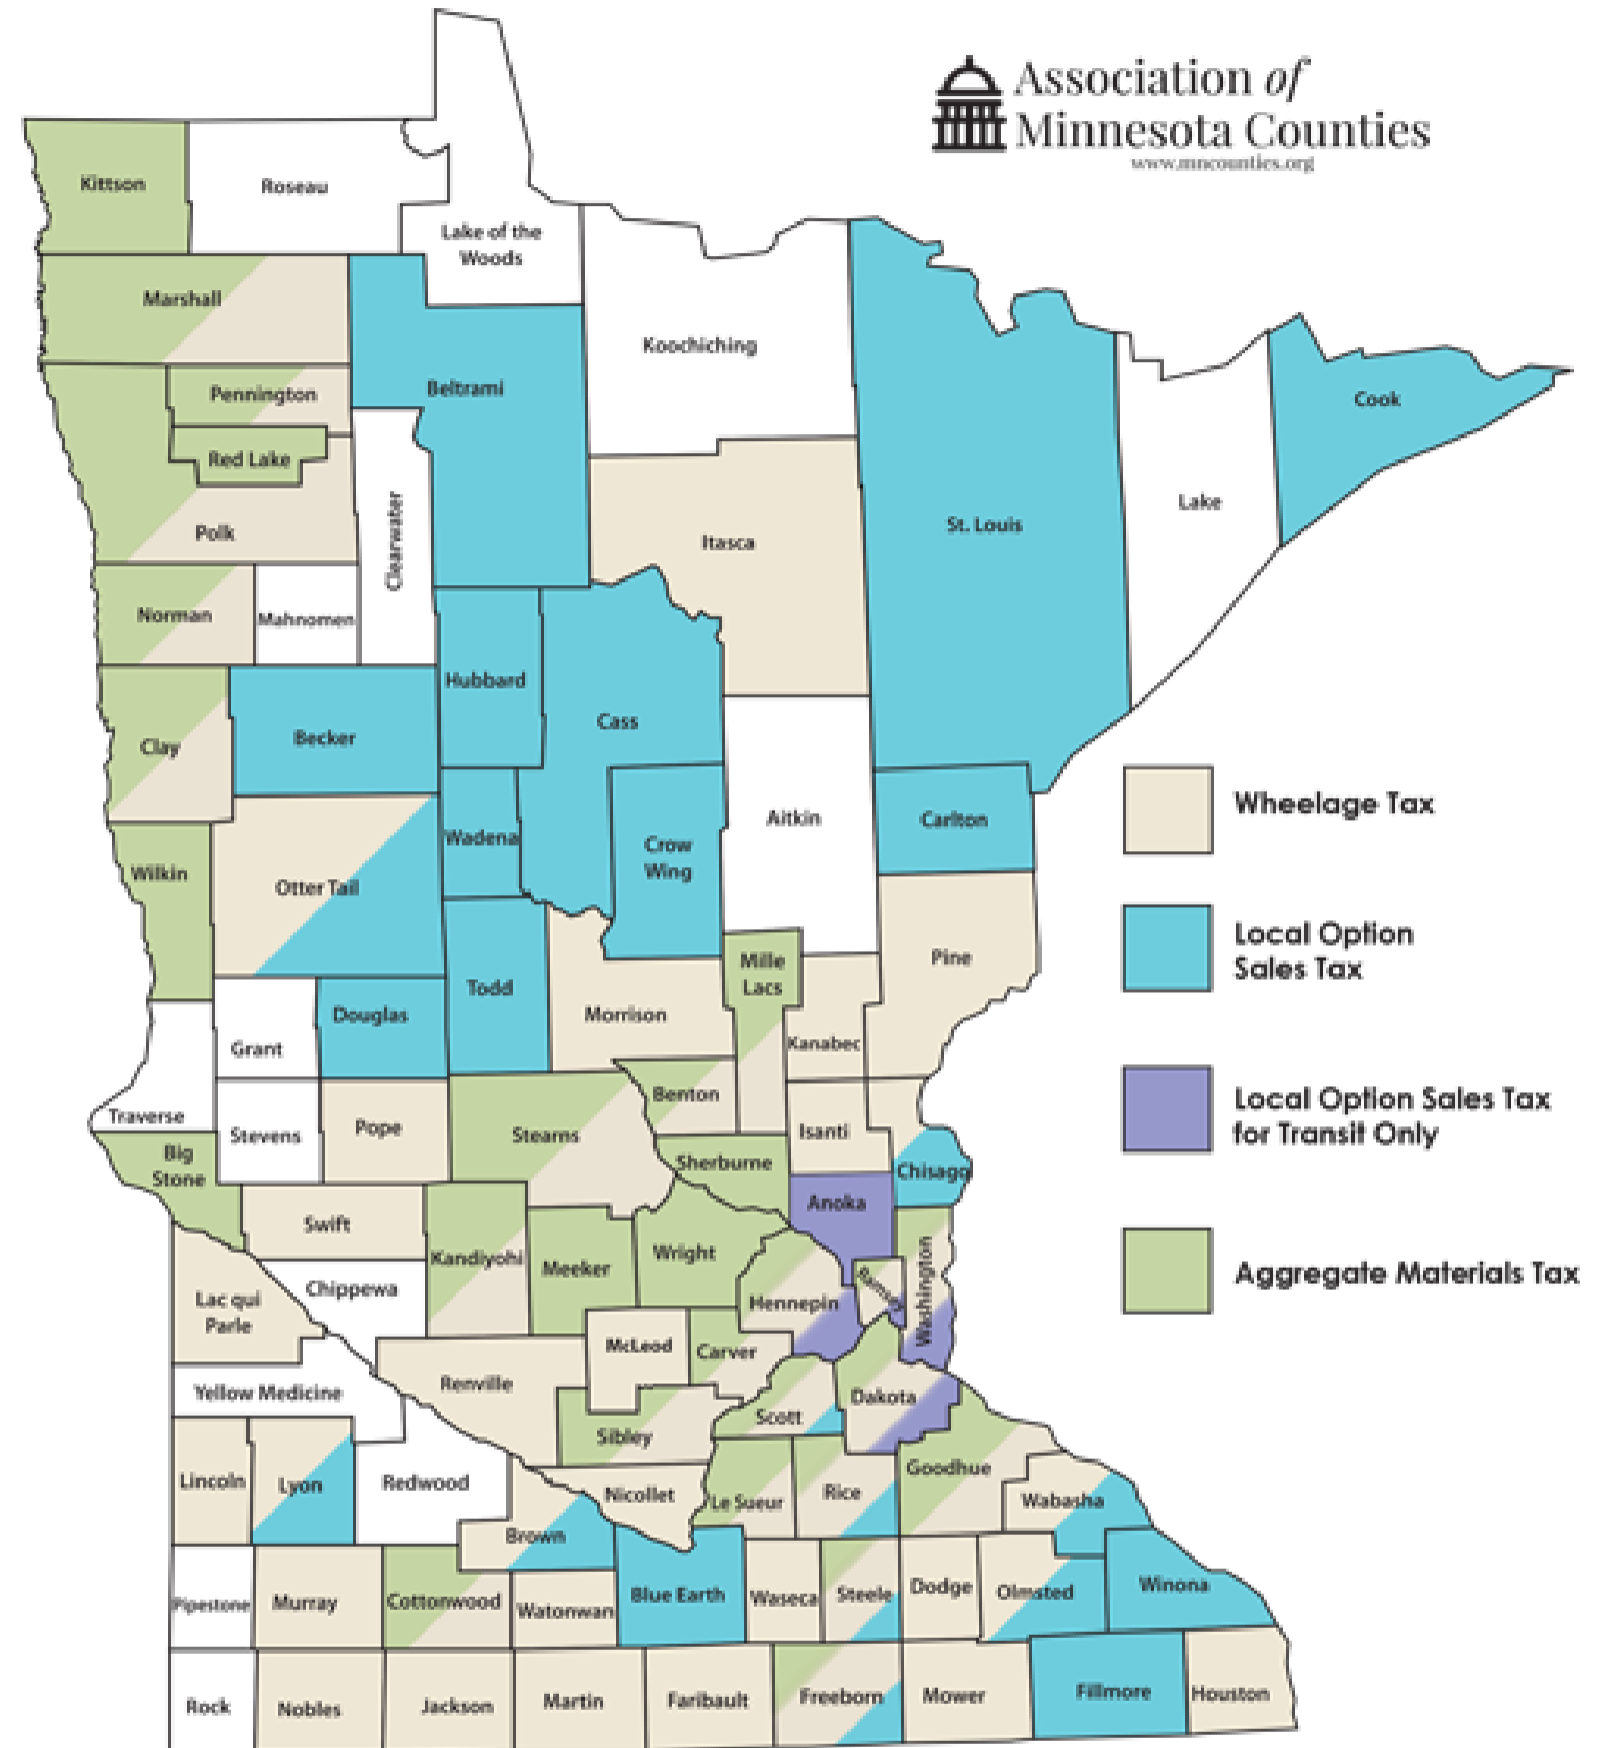 Association of
Minnesota Counties
www.mncounties.org
Kittson
Roseau
Lake of the
Woods
Marshall
Koochiching
Beltrami
Pennington
Cook
Red Lake
Lake
St. Louis
Polk
Clearwater
Itasca
Norman
Mahnomen
Hubbard
Cass
Becker
Clay
Wheelage Tax
Aitkin
Carlton
Wadena
Crow
Wing
Wilkin
Otter Tail
Local Option
Sales Tax
Pine
Mille
Lacs
Todd
Douglas
Morrison
Kanabec
Grant
Local Option Sales Tax
for Transit Only
Benton
Traverse
Pope
Stevens
Stearns
Isanti
Big
Stone
Sherburne
Chisago
Anoka
Swift
Kandiyohi
Meeker
Wright
Washington
Aggregate Materials Tax
Chippewa
Ramsey
Hennepin
Lac qui
Parle
McLeod
Carver
Renville
Yellow Medicine
Dakota
Scott
Sibley
Goodhue
Lincoln
Lyon
Redwood
Nicollet
Le Sueur
Rice
Wabasha
Brown
Pipestone
Murray
Cottonwood
Watonwan
Blue Earth
Waseca
Steele
Dodge
Olmsted
Winona
Rock
Nobles
Jackson
Martin
Faribault
Freeborn
Mower
Fillmore
Houston